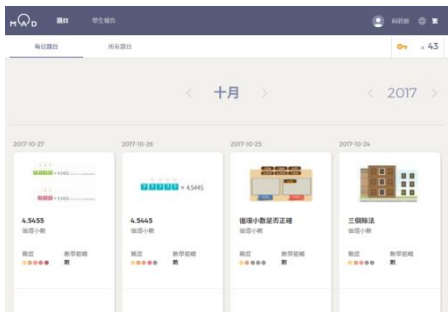 MAD 題目 學生報告
繁
每日題目 所有題目
43
十月
2017
2017-10-27
2017-10-26
2017-10-25
2017-10-24
4.5455
循環小數
難度 數學範疇
數
= 4.5445
4.5445
循環小數
難度 數學範疇
數
循環小數是否正確
循環小數
難度 數學範疇
數
三個除法
循環小數
難度 數學範疇
數